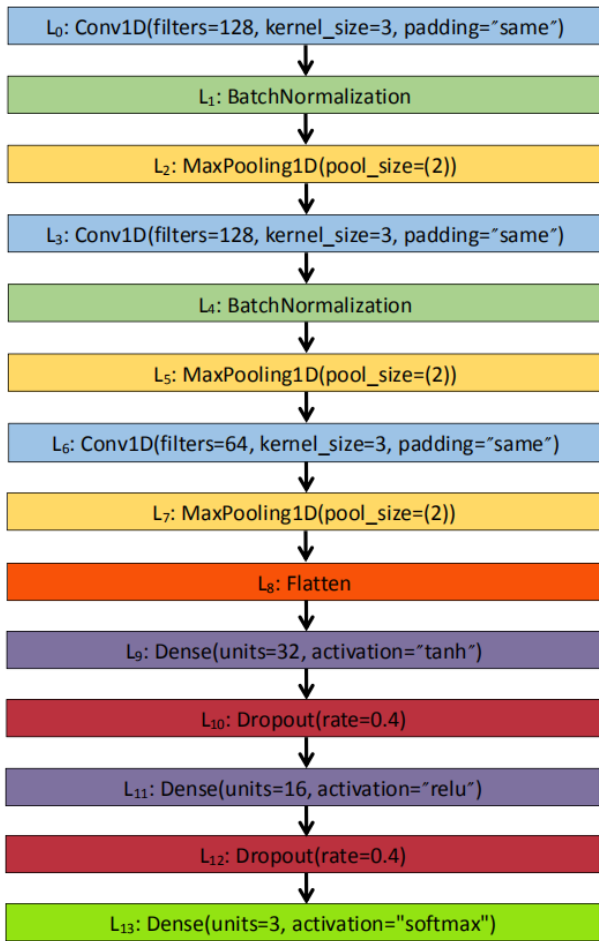 L₀: Conv1D(filters=128, kernel_size=3, padding=″same″)
L₁: BatchNormalization
L₂: MaxPooling1D(pool_size=(2))
L₃: Conv1D(filters=128, kernel_size=3, padding=″same″)
L₄: BatchNormalization
L₅: MaxPooling1D(pool_size=(2))
L₆: Conv1D(filters=64, kernel_size=3, padding=″same″)
L₇: MaxPooling1D(pool_size=(2))
L₈: Flatten
L₉: Dense(units=32, activation=″tanh″)
L₁₀: Dropout(rate=0.4)
L₁₁: Dense(units=16, activation=″relu″)
L₁₂: Dropout(rate=0.4)
L₁₃: Dense(units=3, activation="softmax")